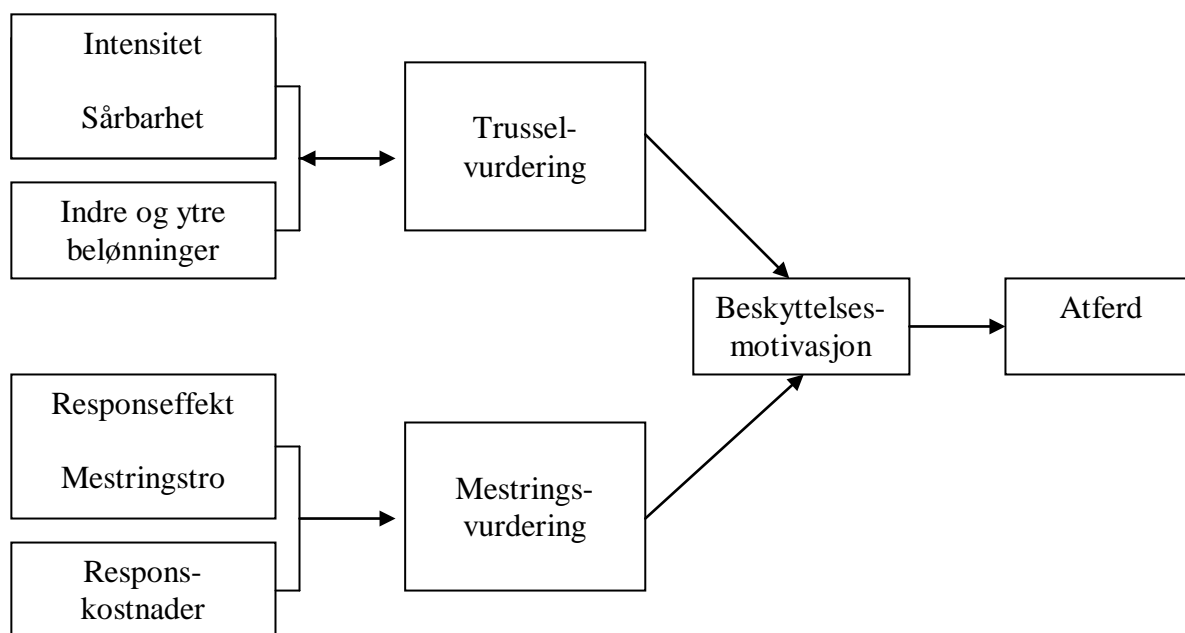 Intensitet
Sårbarhet
Indre og ytre
belønninger
Trussel-
vurdering
Beskyttelses-
motivasjon
Atferd
Responseffekt
Mestringstro
Respons-
kostnader
Mestrings-
vurdering